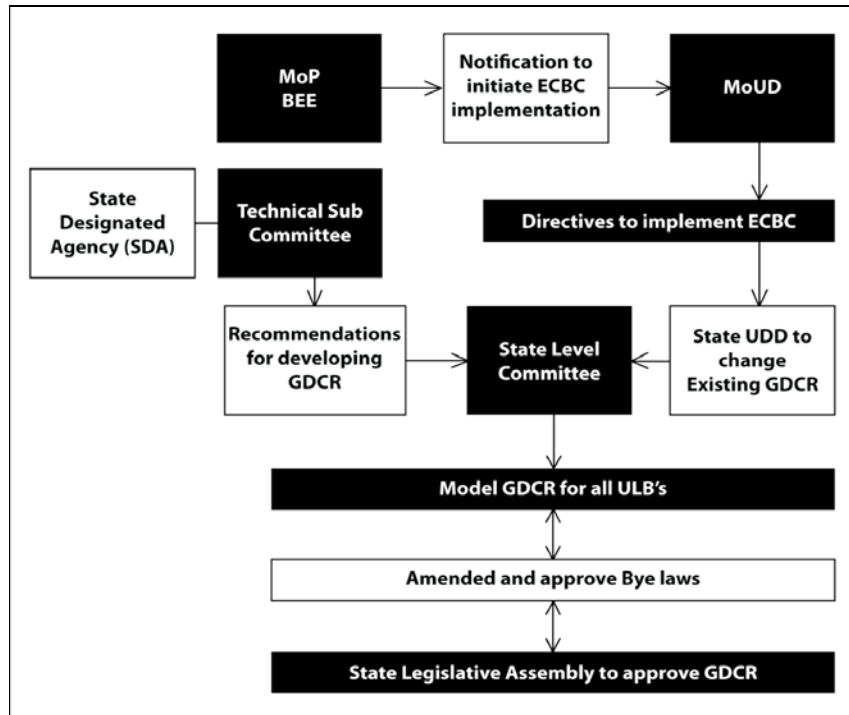 MoP
BEE
Notification to
initiate ECBC
implementation
MoUD
State
Designated
Agency (SDA)
Technical Sub
Committee
Directives to implement ECBC
Recommendations
for developing
GDCR
State Level
Committee
State UDD to
change
Existing GDCR
Model GDCR for all ULB's
Amended and approve Bye laws
State Legislative Assembly to approve GDCR